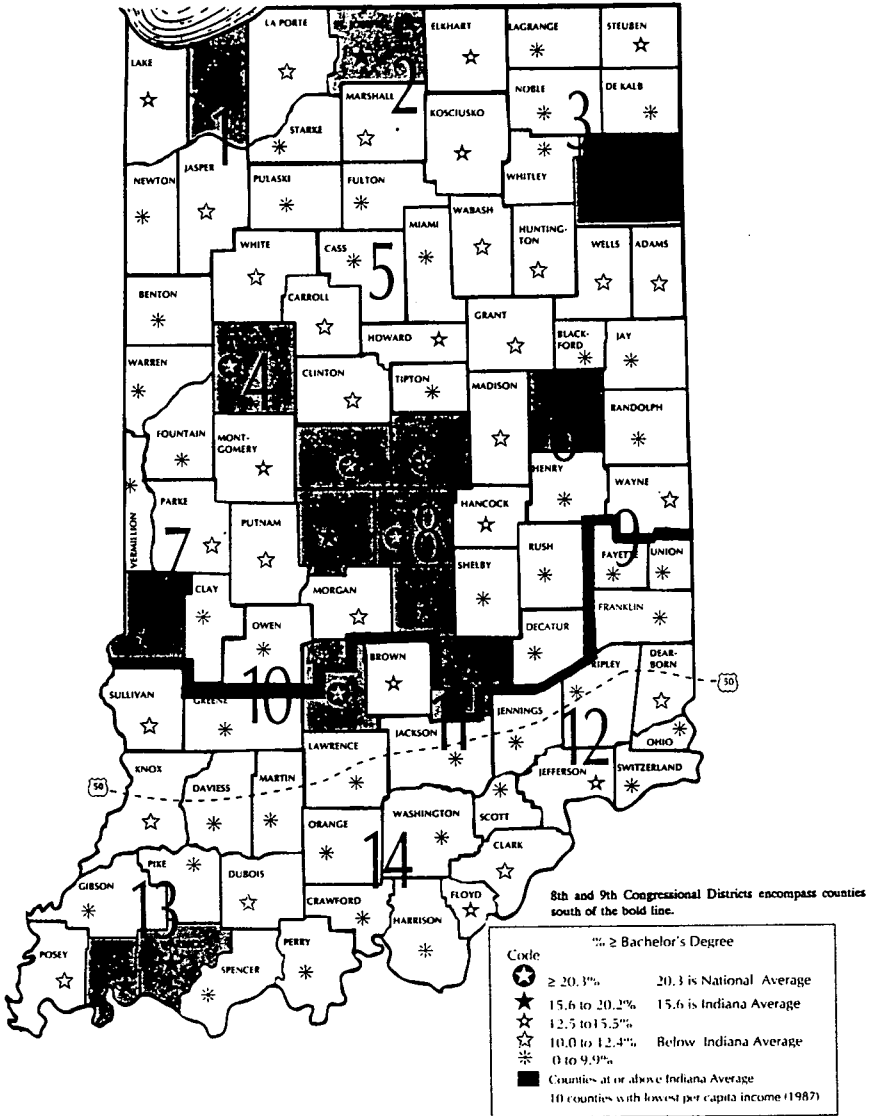 LA PORTE
ELKHART
LAGRANGE
STEUBEN
LAKE
2
MARSHALL
NOBLE
3
DE KALB
KOSCIUSKO
1
STARKE
JASPER
WHITLEY
NEWTON
PULASKI
FULTON
WABASH
MIAMI
HUNTING-
TON
WHITE
CASS
5
WELLS
ADAMS
BENTON
CARROLL
GRANT
HOWARD
BLACK-
FORD
JAY
WARREN
4
CLINTON
TIPTON
MADISON
RANDOLPH
FOUNTAIN
MONT-
GOMERY
HENRY
WAYNE
PARKE
HANCOCK
VERMILLION
7
PUTNAM
8
9
RUSH
FAYETTE
UNION
SHELBY
CLAY
MORGAN
FRANKLIN
OWEN
DECATUR
BROWN
DEAR-
BORN
RIPLEY
10
50
SULLIVAN
GREENE
11
JENNINGS
JACKSON
12
OHIO
LAWRENCE
KNOX
JEFFERSON
SWITZERLAND
50
DAVIESS
MARTIN
WASHINGTON
SCOTT
ORANGE
CLARK
14
PIKE
DUBOIS
GIBSON
13
CRAWFORD
FLOYD
HARRISON
POSEY
PERRY
SPENCER
8th and 9th Congressional Districts encompass counties
south of the bold line.
% ≥ Bachelor's Degree
Code
≥ 20.3% 20.3 is National Average
15.6 to 20.2% 15.6 is Indiana Average
12.5 to 15.5%
10.0 to 12.4% Below Indiana Average
0 to 9.9%
Counties at or above Indiana Average
10 counties with lowest per capita income (1987)